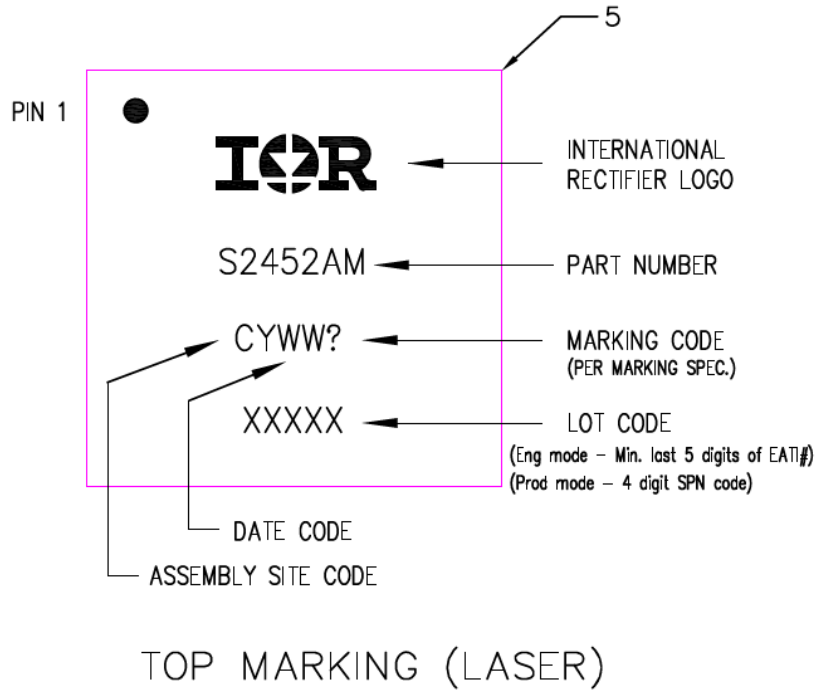 5
PIN 1
IOR
INTERNATIONAL
RECTIFIER LOGO
S2452AM
PART NUMBER
CYWW?
MARKING CODE
(PER MARKING SPEC.)
XXXXX
LOT CODE
(Eng mode - Min. last 5 digits of EATI#)
(Prod mode - 4 digit SPN code)
DATE CODE
ASSEMBLY SITE CODE
TOP MARKING (LASER)